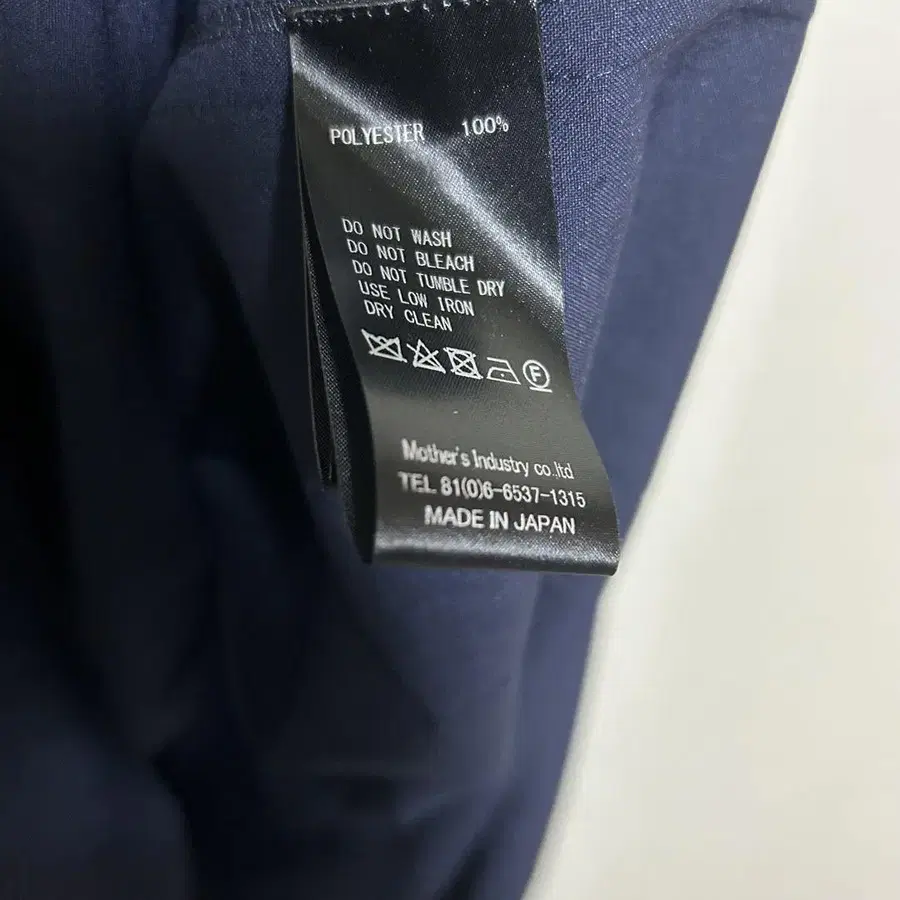 POLYESTER 100%
DO NOT WASH
DO NOT BLEACH
DO NOT TUMBLE DRY
USE LOW IRON
DRY CLEAN
F
Mother's Industry co.,ltd
TEL 81(0)6-6537-1315
MADE IN JAPAN